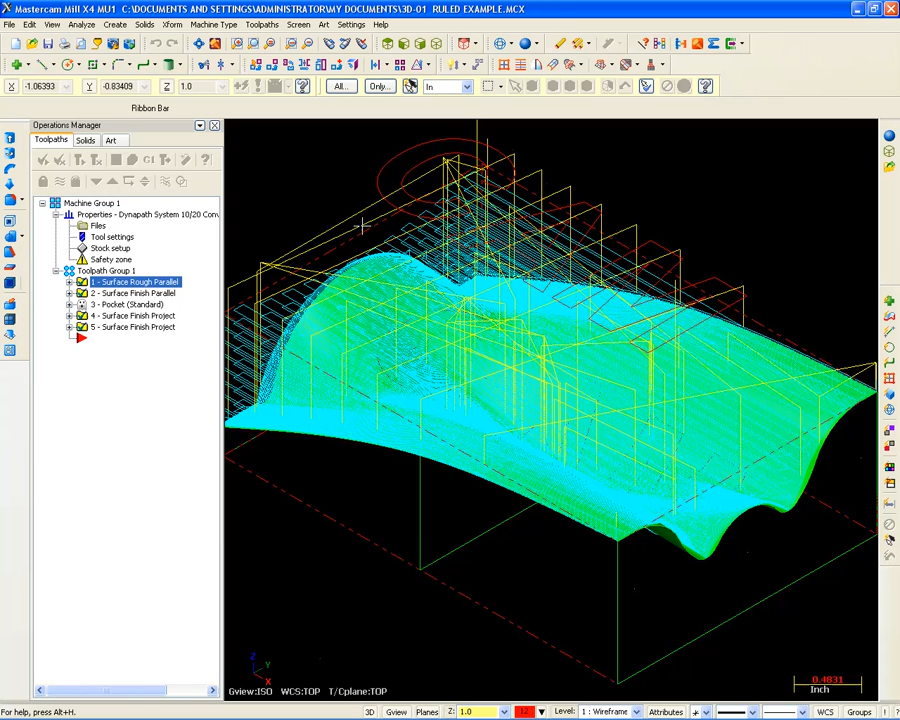 Mastercam Mill X4 MU1 C:\DOCUMENTS AND SETTINGS\ADMINISTRATOR\MY DOCUMENTS\3D-01_RULED EXAMPLE.MCX
File Edit View Analyze Create Solids Xform Machine Type Toolpaths Screen Art Settings Help
X -1.06393 Y -0.83409 Z 1.0 All... Only... In
Ribbon Bar
Operations Manager
Toolpaths Solids Art
G1
Machine Group 1
Properties - Dynapath System 10/20 Conv
Files
Tool settings
Stock setup
Safety zone
Toolpath Group 1
1 - Surface Rough Parallel
2 - Surface Finish Parallel
3 - Pocket (Standard)
4 - Surface Finish Project
5 - Surface Finish Project
Z
Y
X
0.4831
Inch
Gview:ISO WCS:TOP T/Cplane:TOP
For help, press Alt+H.
3D Gview Planes Z: 1.0 12 Level: 1 : Wireframe Attributes WCS Groups ! ?